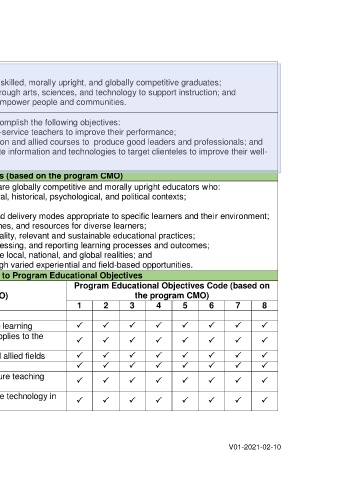 skilled, morally upright, and globally competitive graduates;
rough arts, sciences, and technology to support instruction; and
mpower people and communities.
complish the following objectives:
-service teachers to improve their performance;
on and allied courses to produce good leaders and professionals; and
te information and technologies to target clienteles to improve their well-
s (based on the program CMO)
are globally competitive and morally upright educators who:
al, historical, psychological, and political contexts;
nd delivery modes appropriate to specific learners and their environment;
nes, and resources for diverse learners;
ality, relevant and sustainable educational practices;
essing, and reporting learning processes and outcomes;
e local, national, and global realities; and
gh varied experiential and field-based opportunities.
to Program Educational Objectives
O)
Program Educational Objectives Code (based on
the program CMO)
1 2 3 4 5 6 7 8
learning ✓ ✓ ✓ ✓ ✓ ✓ ✓ ✓
pplies to the ✓ ✓ ✓ ✓ ✓ ✓ ✓ ✓
d allied fields ✓ ✓ ✓ ✓ ✓ ✓ ✓ ✓
✓ ✓ ✓ ✓ ✓ ✓ ✓ ✓
ure teaching ✓ ✓ ✓ ✓ ✓ ✓ ✓ ✓
e technology in ✓ ✓ ✓ ✓ ✓ ✓ ✓ ✓
V01-2021-02-10